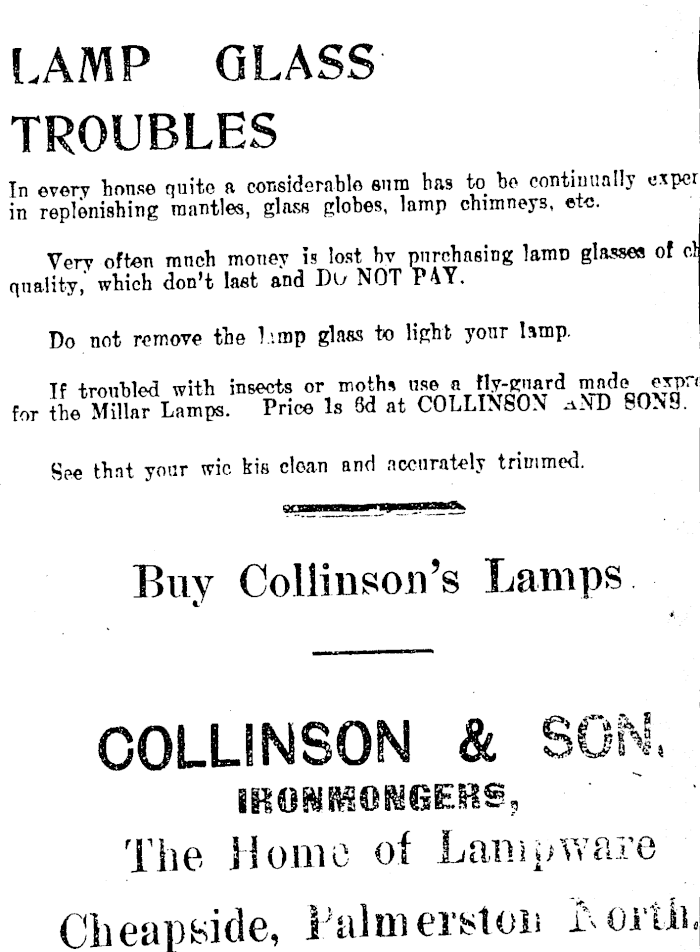 LAMP GLASS
TROUBLES
In every house quite a considerable sum has to be continually exper
in replenishing mantles, glass globes, lamp chimneys, etc.
Very often much money is lost by purchasing lamp glasses of ch
quality, which don't last and DO NOT PAY.
Do not remove the lamp glass to light your lamp.
If troubled with insects or moths use a fly-guard made expre
for the Millar Lamps. Price 1s 6d at COLLINSON AND SONS.
See that your wic kis clean and accurately trimmed.
Buy Collinson's Lamps.
COLLINSON & SON,
IRONMONGERS,
The Home of Lampware
Cheapside, Palmerston North.